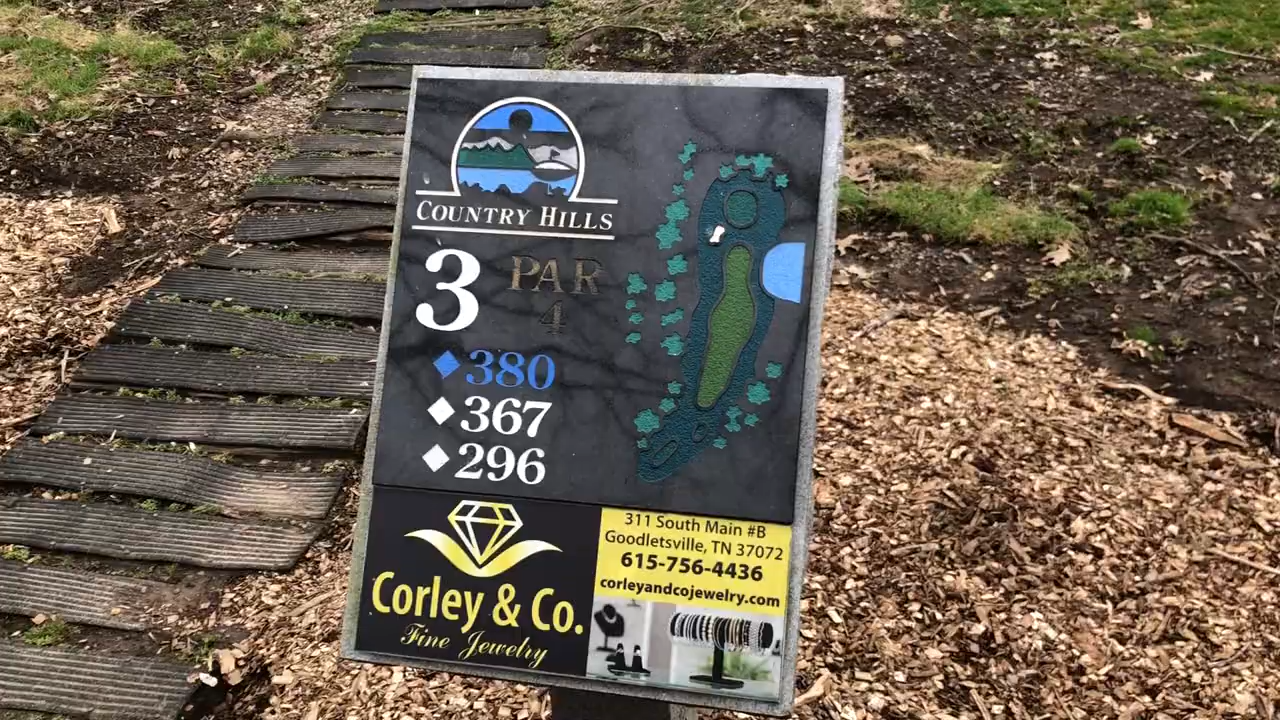 COUNTRY HILLS
3 PAR
4
380
367
296
Corley & Co.
Fine Jewelry
311 South Main #B
Goodletsville, TN 37072
615-756-4436
corleyandcojewelry.com